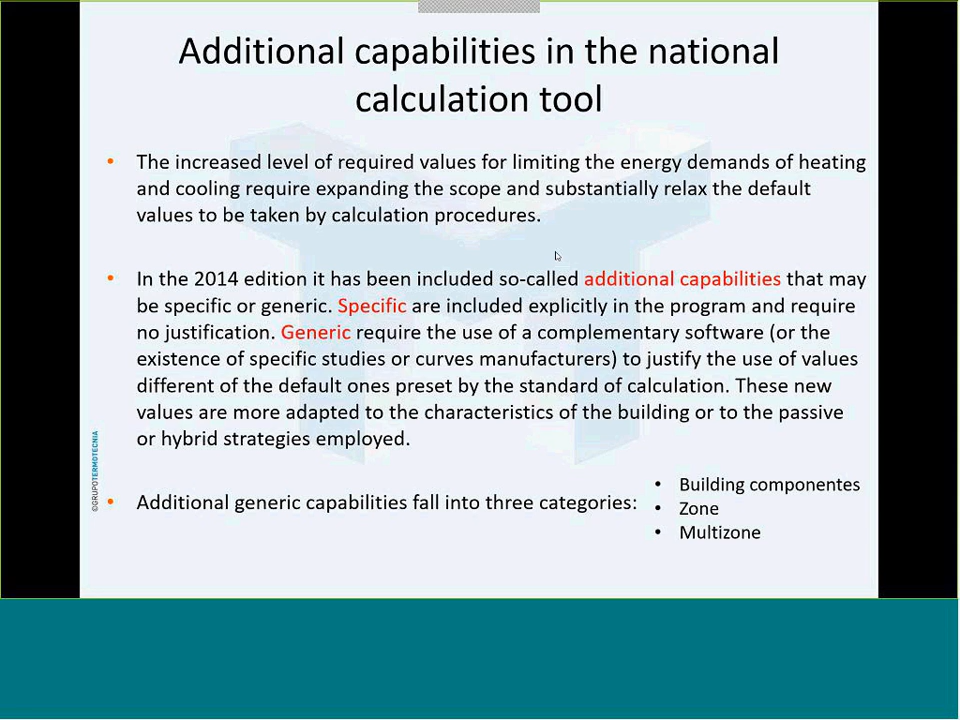 Additional capabilities in the national
calculation tool
• The increased level of required values for limiting the energy demands of heating
and cooling require expanding the scope and substantially relax the default
values to be taken by calculation procedures.
• In the 2014 edition it has been included so-called additional capabilities that may
be specific or generic. Specific are included explicitly in the program and require
no justification. Generic require the use of a complementary software (or the
existence of specific studies or curves manufacturers) to justify the use of values
different of the default ones preset by the standard of calculation. These new
values are more adapted to the characteristics of the building or to the passive
or hybrid strategies employed.
• Additional generic capabilities fall into three categories:
• Building componentes
• Zone
• Multizone
©GRUPOTERMOTECNIA